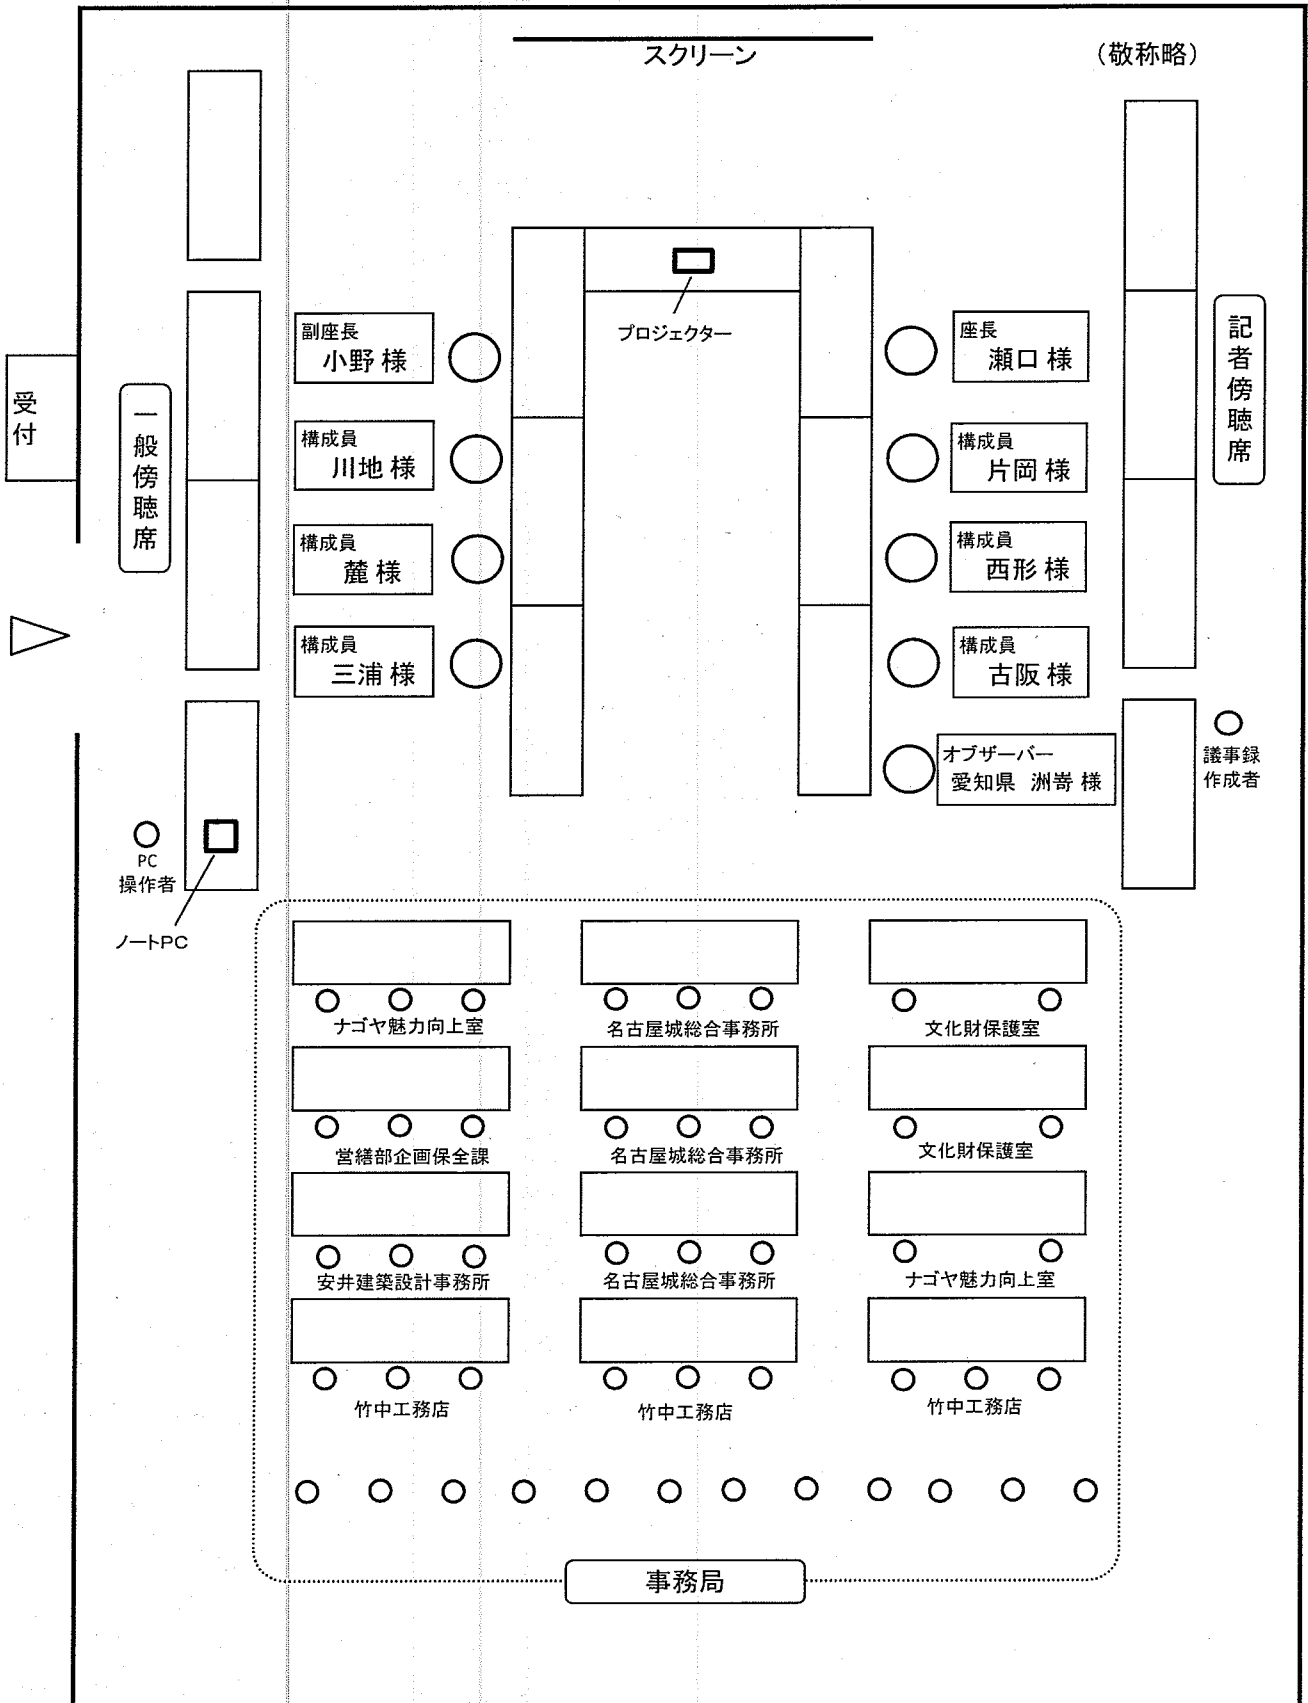 スクリーン
（敬称略）
プロジェクター
副座長
小野 様
構成員
川地 様
構成員
麓 様
構成員
三浦 様
座長
瀬口 様
構成員
片岡 様
構成員
西形 様
構成員
古阪 様
オブザーバー
愛知県 洲嵜 様
受付
一般傍聴席
記者傍聴席
議事録
作成者
PC
操作者
ノートPC
ナゴヤ魅力向上室
名古屋城総合事務所
文化財保護室
営繕部企画保全課
名古屋城総合事務所
文化財保護室
安井建築設計事務所
名古屋城総合事務所
ナゴヤ魅力向上室
竹中工務店
竹中工務店
竹中工務店
事務局